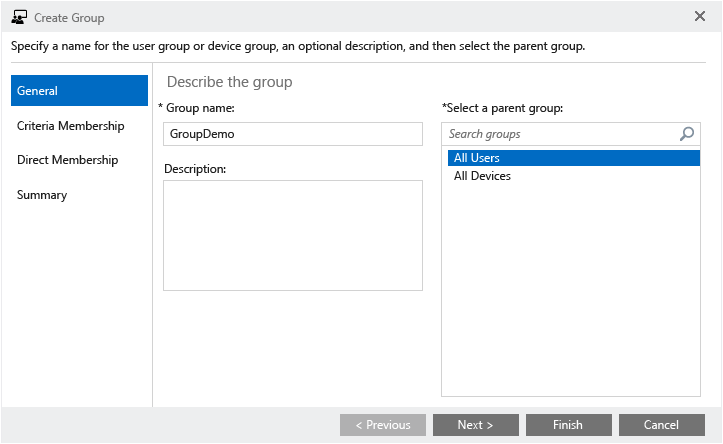 Create Group
Specify a name for the user group or device group, an optional description, and then select the parent group.
General
Criteria Membership
Direct Membership
Summary
Describe the group
* Group name:
GroupDemo
Description:
*Select a parent group:
Search groups
All Users
All Devices
< Previous
Next >
Finish
Cancel